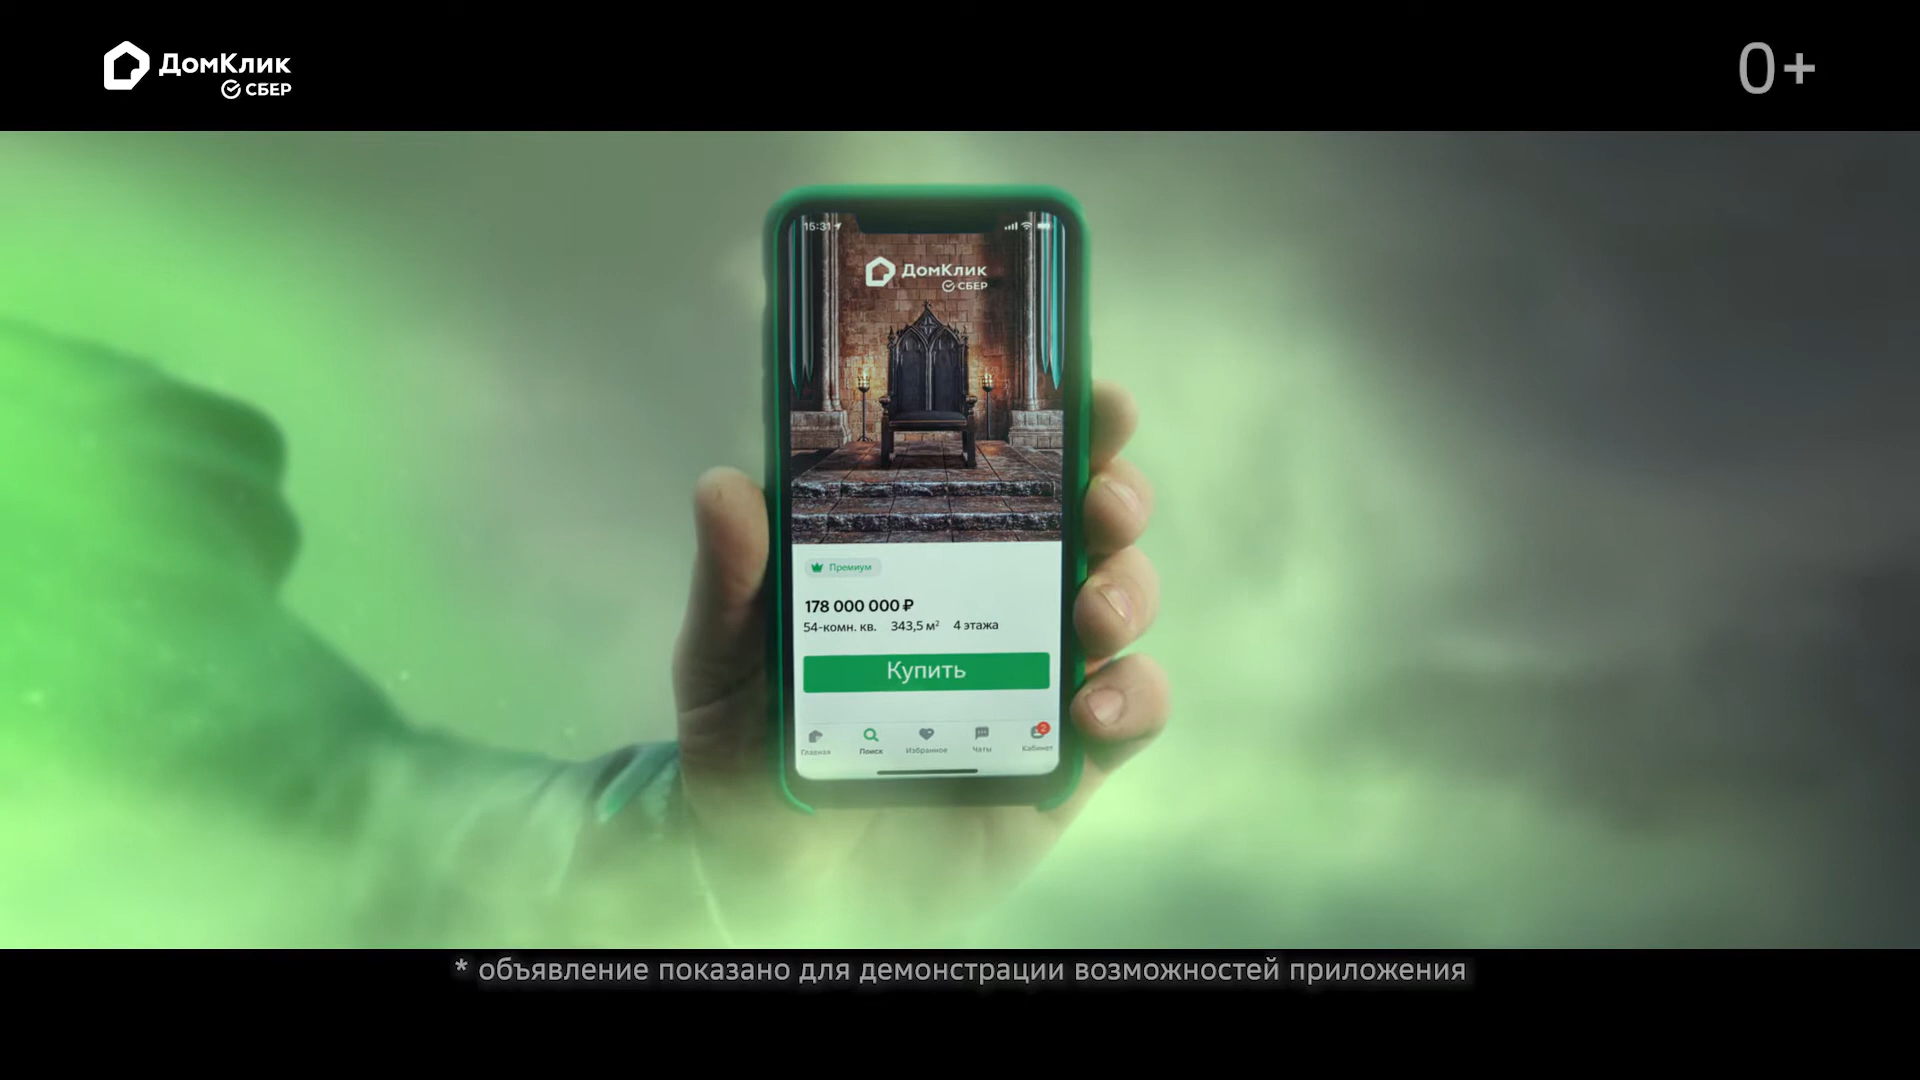 ДомКлик
СБЕР
0+
15:31
ДомКлик
СБЕР
Премиум
178 000 000 ₽
54-комн. кв. 343,5 м² 4 этажа
Купить
Главная Поиск Избранное Чаты Кабинет
2
* объявление показано для демонстрации возможностей приложения